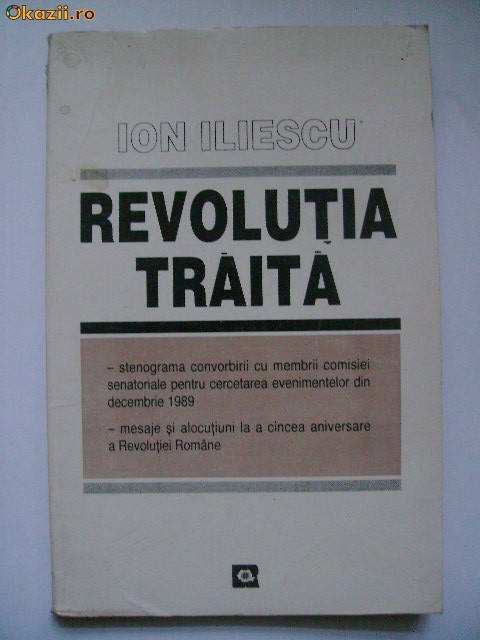 Okazii.ro
ION ILIESCU
REVOLUȚIA
TRĂITĂ
– stenograma convorbirii cu membrii comisiei
senatoriale pentru cercetarea evenimentelor din
decembrie 1989
– mesaje și alocuțiuni la a cincea aniversare
a Revoluției Române